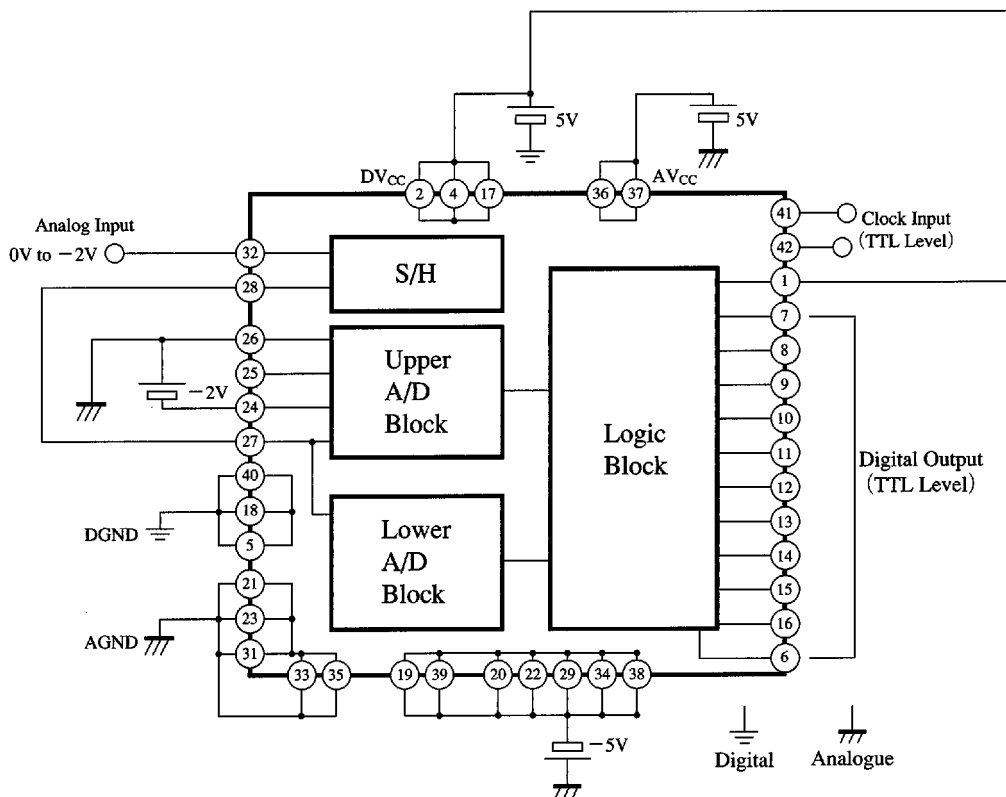 5V
5V
DVCC
2
4
17
36
37
AVCC
41
Clock Input
(TTL Level)
42
Analog Input
0V to −2V
32
28
S/H
1
7
26
25
−2V
24
27
Upper
A/D
Block
8
9
10
11
Logic
Block
Digital Output
(TTL Level)
12
13
14
15
16
6
40
18
DGND
5
21
23
AGND
31
Lower
A/D
Block
33
35
19
39
20
22
29
34
38
−5V
Digital
Analogue